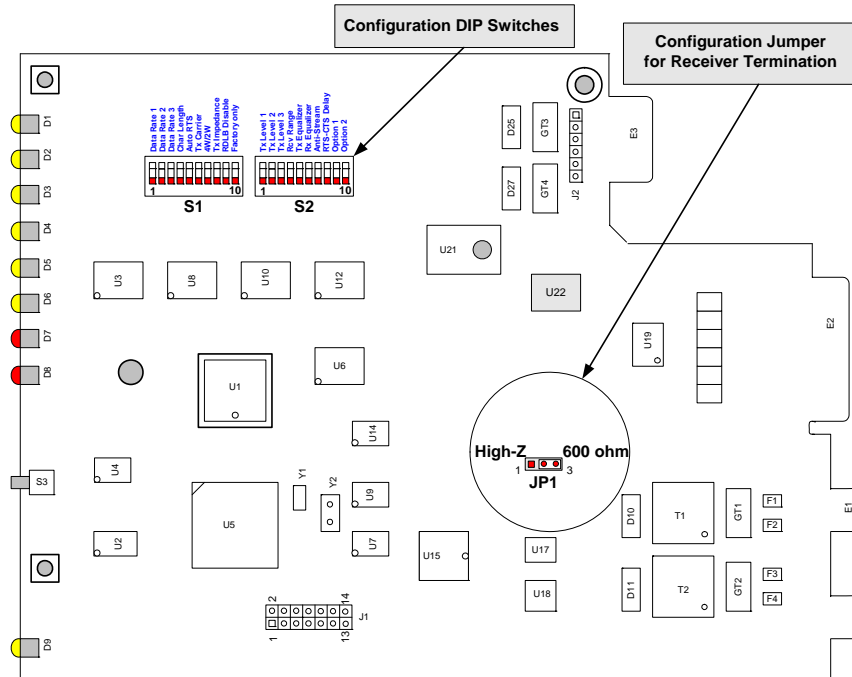 Configuration DIP Switches
Configuration Jumper
for Receiver Termination
Data Rate 1
Data Rate 2
Data Rate 3
Char Length
Auto RTS
Tx Carrier
4W/2W
Tx Impedance
RDLB Disable
Factory only
1 10
S1
Tx Level 1
Tx Level 2
Tx Level 3
Rcv Range
Tx Equalizer
Rx Equalizer
Anti-Stream
RTS-CTS Delay
Option 1
Option 2
1 10
S2
D1
D2
D3
D4
D5
D6
D7
D8
S3
D9
D25
GT3
D27
GT4
J2
E3
U21
U22
U3
U8
U10
U12
U19
E2
U1
U6
U14
High-Z 600 ohm
1 3
JP1
U4
Y1
Y2
U9
U5
U2
U7
U15
U17
U18
D10
T1
GT1
F1
F2
E1
D11
T2
GT2
F3
F4
2 14
J1
1 13